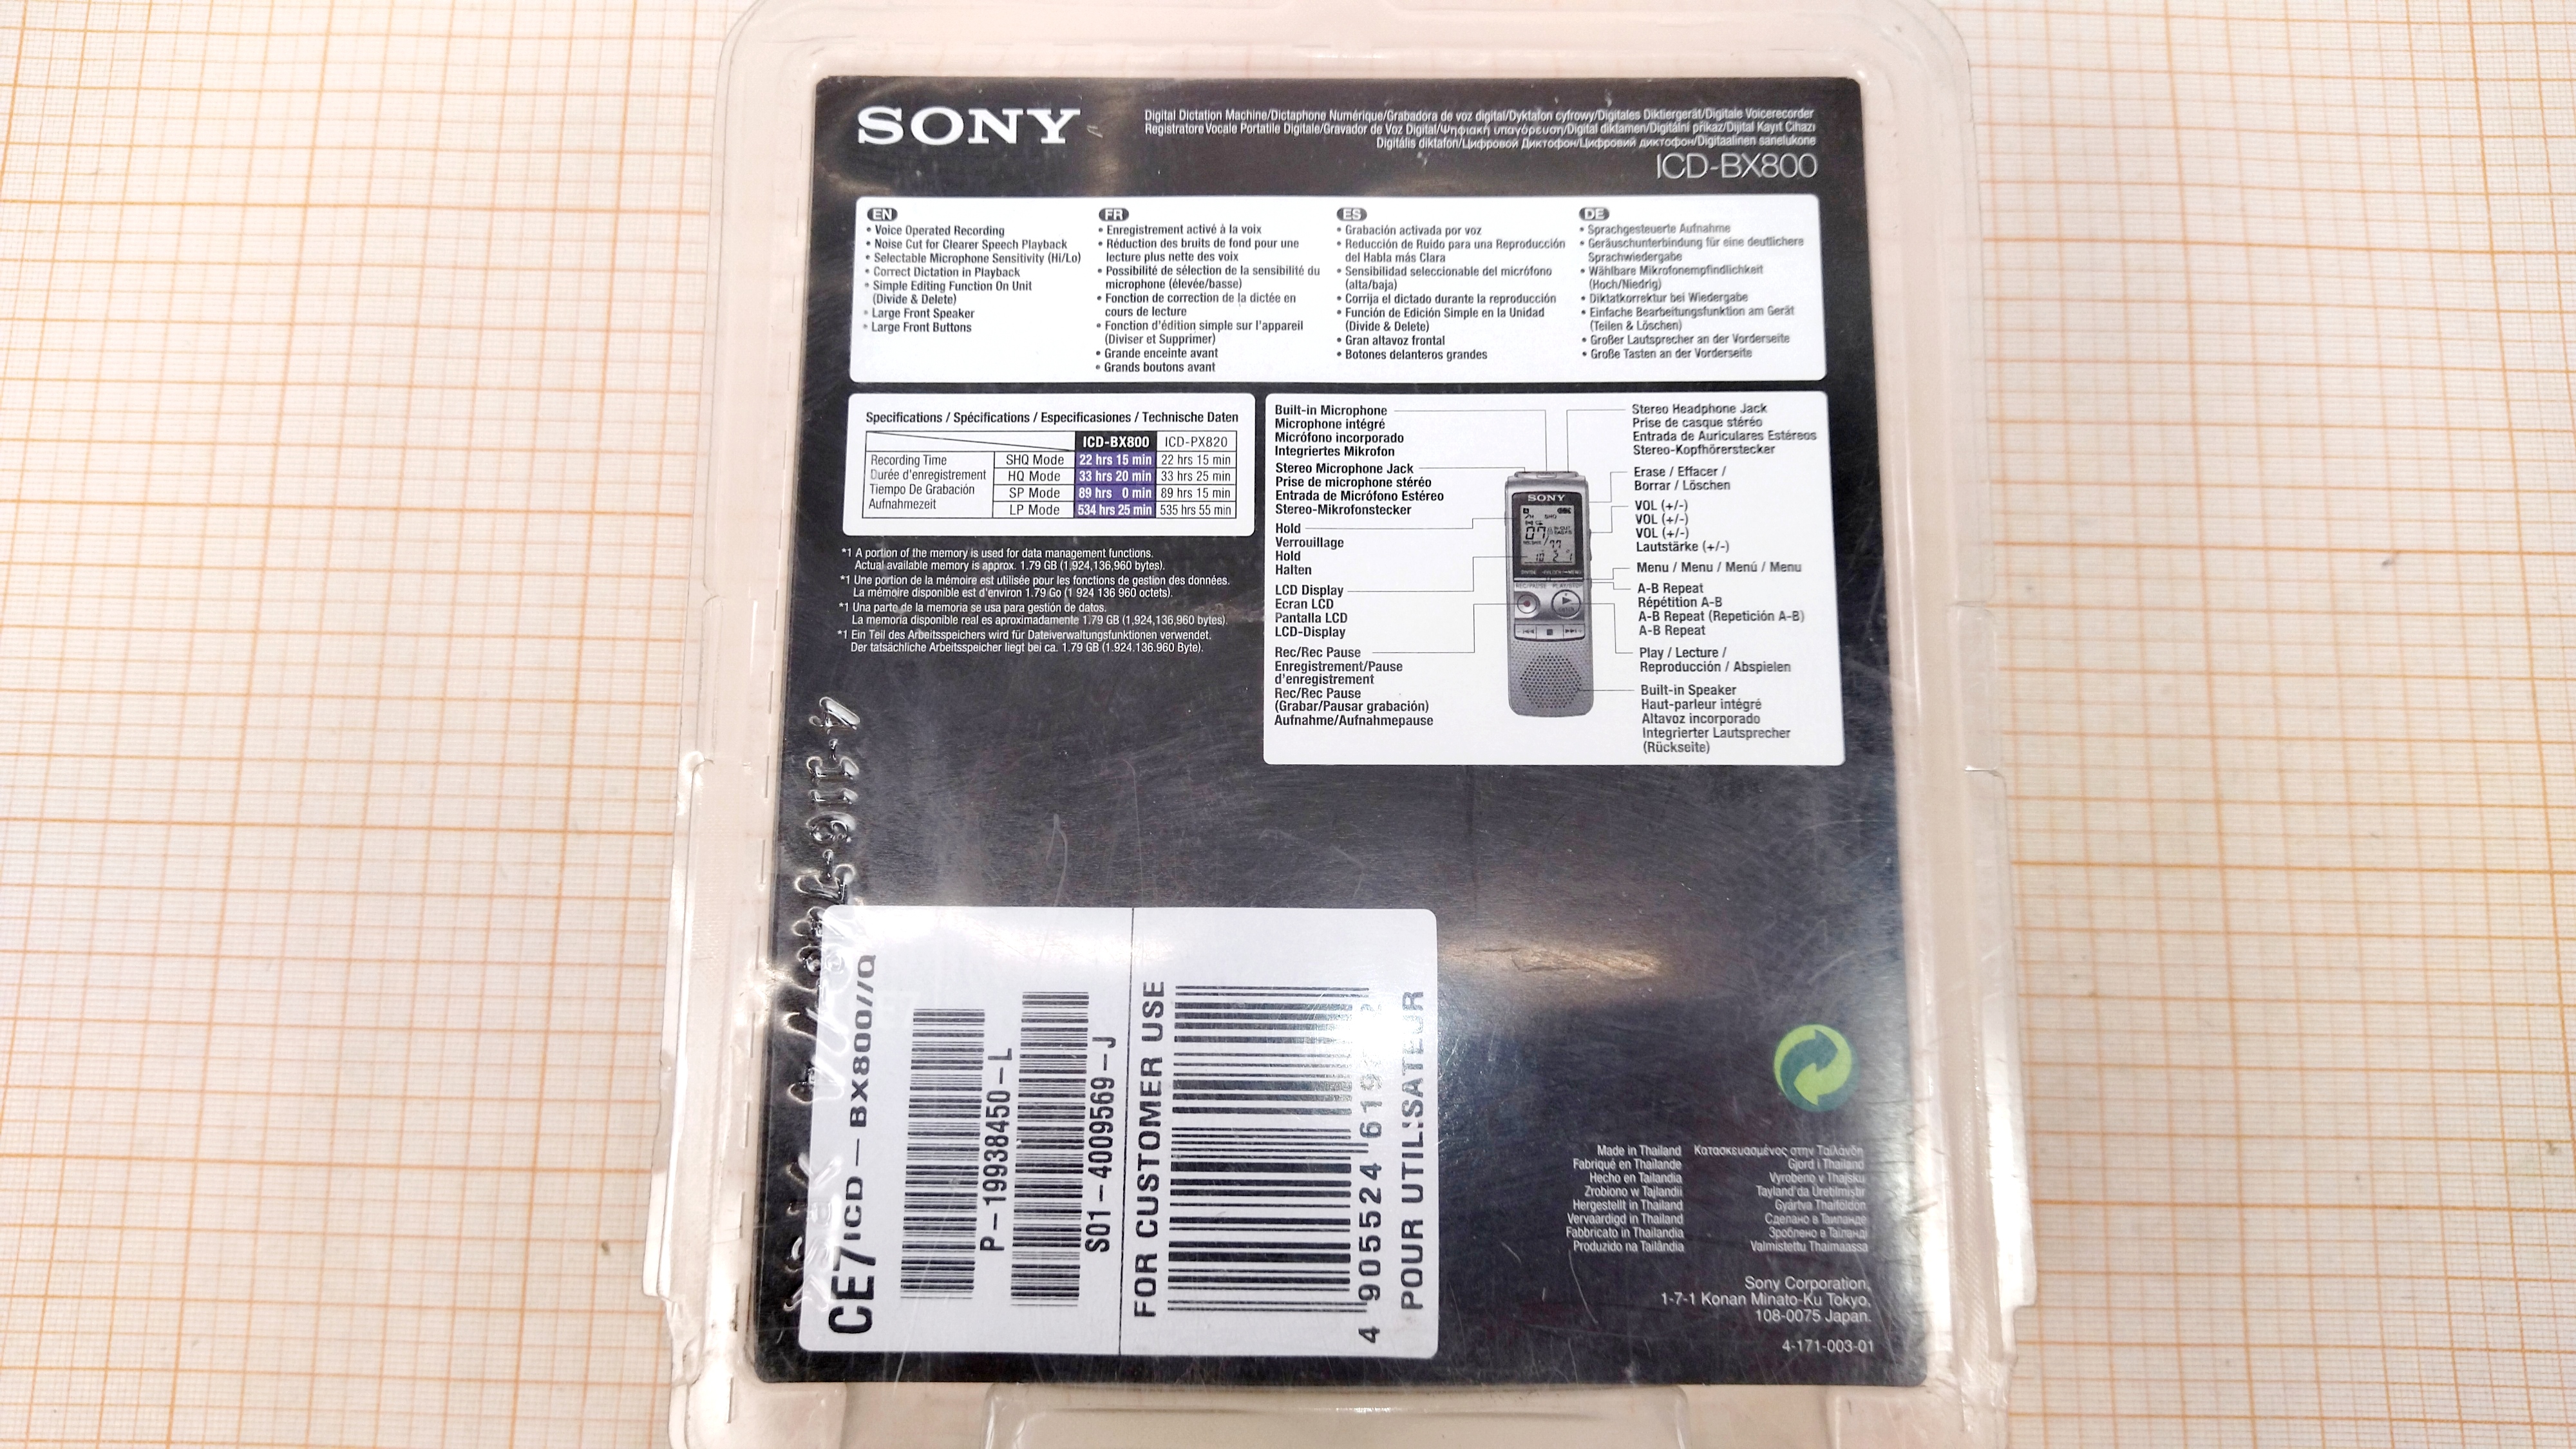 SONY
Digital Dictation Machine/Dictaphone Numérique/Grabadora de voz digital/Dyktafon cyfrowy/Digitales Diktiergerät/Digitale Voicerecorder
Registratore Vocale Portatile Digitale/Gravador de Voz Digital/Ψηφιακή υπαγόρευση/Digital diktamen/Digitální příkaz/Dijital Kayıt Cihazı
Digitális diktafon/Цифровой Диктофон/Цифровий диктофон/Digitaalinen sanelukone
ICD-BX800
EN
• Voice Operated Recording
• Noise Cut for Clearer Speech Playback
• Selectable Microphone Sensitivity (Hi/Lo)
• Correct Dictation in Playback
• Simple Editing Function On Unit
(Divide & Delete)
• Large Front Speaker
• Large Front Buttons
FR
• Enregistrement activé à la voix
• Réduction des bruits de fond pour une
lecture plus nette des voix
• Possibilité de sélection de la sensibilité du
microphone (élevée/basse)
• Fonction de correction de la dictée en
cours de lecture
• Fonction d'édition simple sur l'appareil
(Diviser et Supprimer)
• Grande enceinte avant
• Grands boutons avant
ES
• Grabación activada por voz
• Reducción de Ruido para una Reproducción
del Habla más Clara
• Sensibilidad seleccionable del micrófono
(alta/baja)
• Corrija el dictado durante la reproducción
• Función de Edición Simple en la Unidad
(Divide & Delete)
• Gran altavoz frontal
• Botones delanteros grandes
DE
• Sprachgesteuerte Aufnahme
• Geräuschunterbindung für eine deutlichere
Sprachwiedergabe
• Wählbare Mikrofonempfindlichkeit
(Hoch/Niedrig)
• Diktatkorrektur bei Wiedergabe
• Einfache Bearbeitungsfunktion am Gerät
(Teilen & Löschen)
• Großer Lautsprecher an der Vorderseite
• Große Tasten an der Vorderseite
Specifications / Spécifications / Especificasiones / Technische Daten
ICD-BX800 ICD-PX820
Recording Time
Durée d'enregistrement
Tiempo De Grabación
Aufnahmezeit
SHQ Mode 22 hrs 15 min 22 hrs 15 min
HQ Mode 33 hrs 20 min 33 hrs 25 min
SP Mode 89 hrs 0 min 89 hrs 15 min
LP Mode 534 hrs 25 min 535 hrs 55 min
*1 A portion of the memory is used for data management functions.
Actual available memory is approx. 1.79 GB (1,924,136,960 bytes).
*1 Une portion de la mémoire est utilisée pour les fonctions de gestion des données.
La mémoire disponible est d'environ 1.79 Go (1 924 136 960 octets).
*1 Una parte de la memoria se usa para gestión de datos.
La memoria disponible real es aproximadamente 1.79 GB (1,924,136,960 bytes).
*1 Ein Teil des Arbeitsspeichers wird für Dateiverwaltungsfunktionen verwendet.
Der tatsächliche Arbeitsspeicher liegt bei ca. 1.79 GB (1.924.136.960 Byte).
Built-in Microphone
Microphone intégré
Micrófono incorporado
Integriertes Mikrofon
Stereo Microphone Jack
Prise de microphone stéréo
Entrada de Micrófono Estéreo
Stereo-Mikrofonstecker
Hold
Verrouillage
Hold
Halten
LCD Display
Ecran LCD
Pantalla LCD
LCD-Display
Rec/Rec Pause
Enregistrement/Pause
d'enregistrement
Rec/Rec Pause
(Grabar/Pausar grabación)
Aufnahme/Aufnahmepause
SONY
Stereo Headphone Jack
Prise de casque stéréo
Entrada de Auriculares Estéreos
Stereo-Kopfhörerstecker
Erase / Effacer /
Borrar / Löschen
VOL (+/-)
VOL (+/-)
VOL (+/-)
Lautstärke (+/-)
Menu / Menu / Menú / Menu
A-B Repeat
Répétition A-B
A-B Repeat (Repetición A-B)
A-B Repeat
Play / Lecture /
Reproducción / Abspielen
Built-in Speaker
Haut-parleur intégré
Altavoz incorporado
Integrierter Lautsprecher
(Rückseite)
CE7 ICD–BX800//Q
P–19938450–L
S01–4009569–J
FOR CUSTOMER USE
4 905524 619
POUR UTILISATEUR
Made in Thailand
Fabriqué en Thaïlande
Hecho en Tailandia
Zrobiono w Tajlandii
Hergestellt in Thailand
Vervaardigd in Thailand
Fabbricato in Thailandia
Produzido na Tailândia
Κατασκευασμένος στην Ταϊλάνδη
Gjord i Thailand
Vyrobeno v Thajsku
Tayland'da Üretilmiştir
Gyártva Thaiföldön
Сделано в Таиланде
Зроблено в Таїланді
Valmistettu Thaimaassa
Sony Corporation.
1-7-1 Konan Minato-Ku Tokyo,
108-0075 Japan.
4-171-003-01